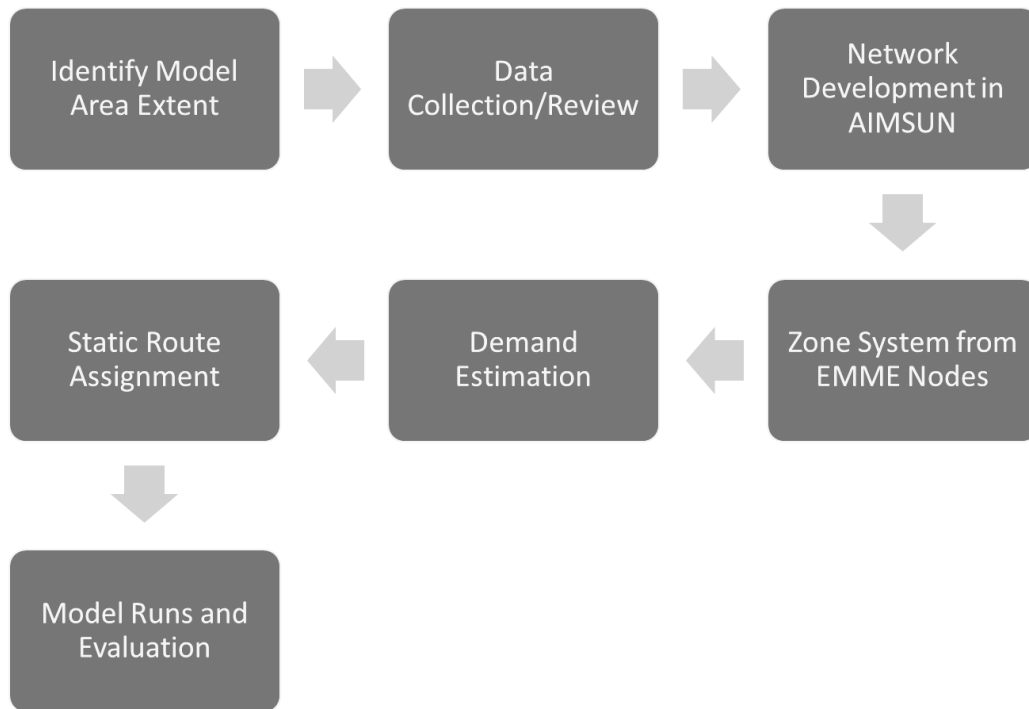 Identify Model
Area Extent
Data
Collection/Review
Network
Development in
AIMSUN
Zone System from
EMME Nodes
Demand
Estimation
Static Route
Assignment
Model Runs and
Evaluation